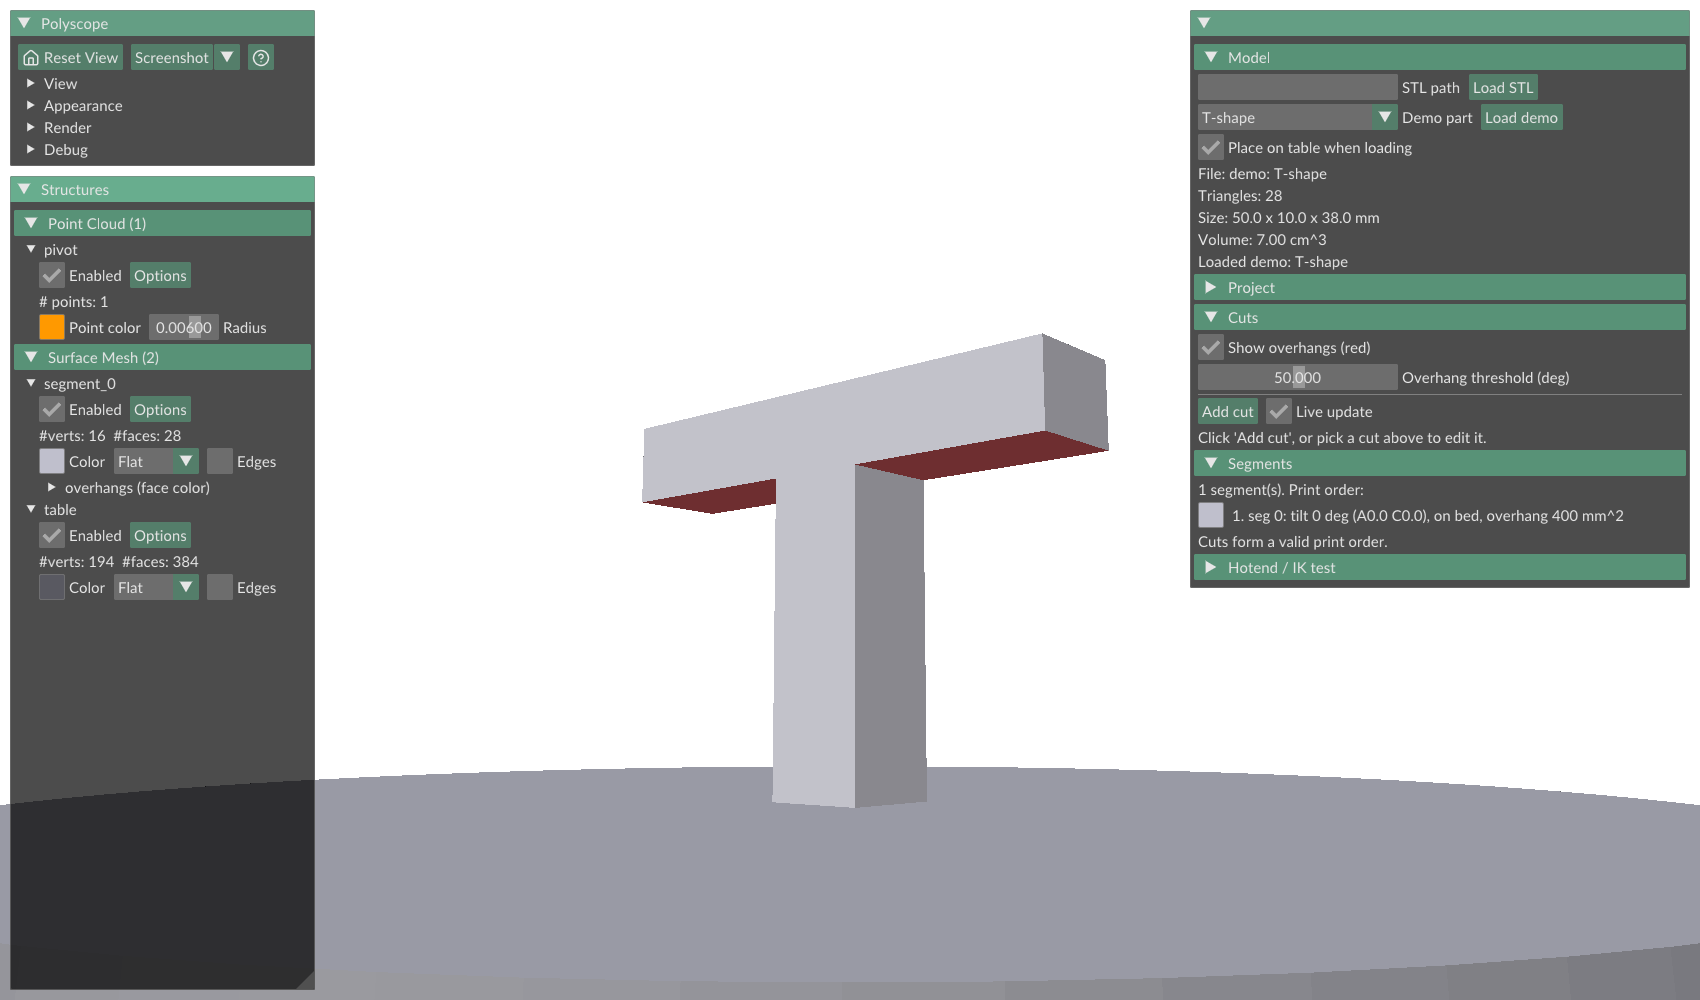 Polyscope
Reset View Screenshot
View
Appearance
Render
Debug
Structures
Point Cloud (1)
pivot
Enabled Options
# points: 1
Point color 0.00600 Radius
Surface Mesh (2)
segment_0
Enabled Options
#verts: 16 #faces: 28
Color Flat Edges
overhangs (face color)
table
Enabled Options
#verts: 194 #faces: 384
Color Flat Edges
Model
STL path Load STL
T-shape Demo part Load demo
Place on table when loading
File: demo: T-shape
Triangles: 28
Size: 50.0 x 10.0 x 38.0 mm
Volume: 7.00 cm^3
Loaded demo: T-shape
Project
Cuts
Show overhangs (red)
50.000 Overhang threshold (deg)
Add cut Live update
Click 'Add cut', or pick a cut above to edit it.
Segments
1 segment(s). Print order:
1. seg 0: tilt 0 deg (A0.0 C0.0), on bed, overhang 400 mm^2
Cuts form a valid print order.
Hotend / IK test